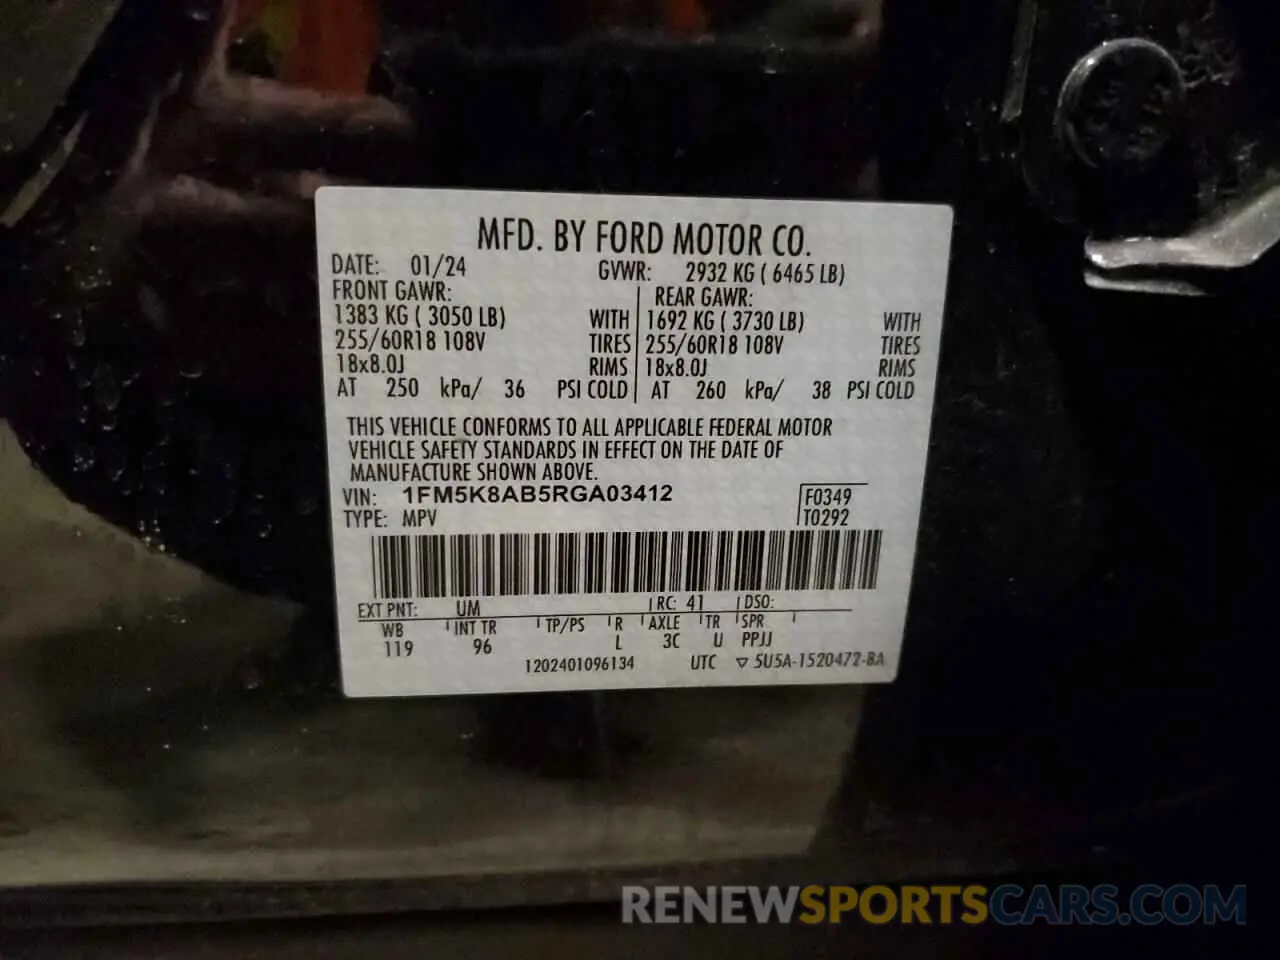 MFD. BY FORD MOTOR CO.
DATE: 01/24 GVWR: 2932 KG ( 6465 LB)
FRONT GAWR: REAR GAWR:
1383 KG ( 3050 LB) WITH 1692 KG ( 3730 LB) WITH
255/60R18 108V TIRES 255/60R18 108V TIRES
18x8.0J RIMS 18x8.0J RIMS
AT 250 kPa/ 36 PSI COLD AT 260 kPa/ 38 PSI COLD
THIS VEHICLE CONFORMS TO ALL APPLICABLE FEDERAL MOTOR
VEHICLE SAFETY STANDARDS IN EFFECT ON THE DATE OF
MANUFACTURE SHOWN ABOVE.
VIN: 1FM5K8AB5RGA03412 F0349
TYPE: MPV T0292
EXT PNT: UM RC: 41 DSO:
WB INT TR TP/PS R AXLE TR SPR
119 96 L 3C U PPJJ
1202401096134 UTC ▽ 5U5A-1520472-BA
RENEWSPORTSCARS.COM